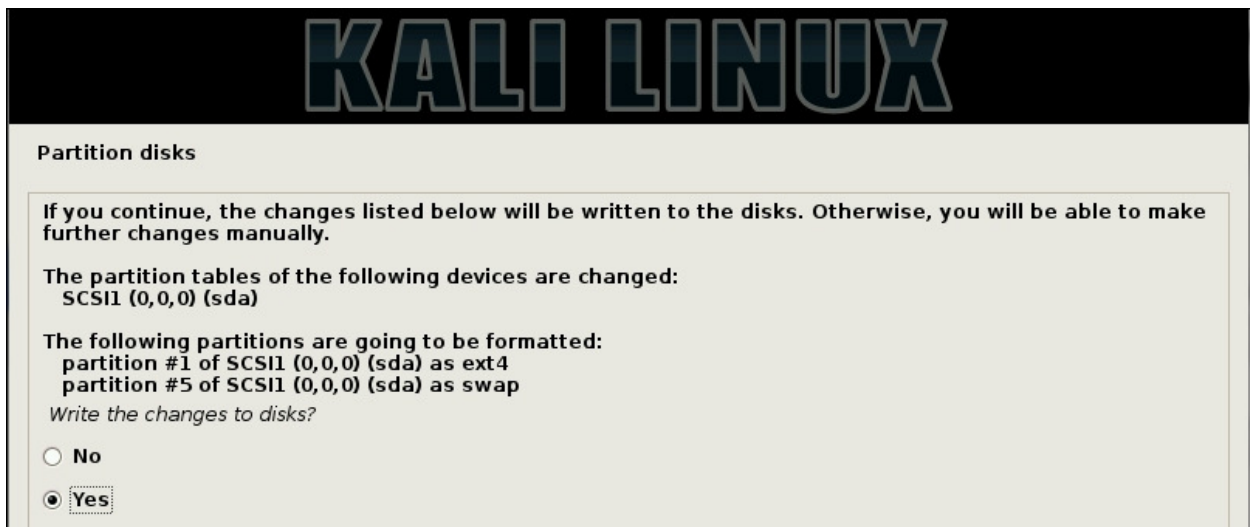 KALI LINUX
Partition disks
If you continue, the changes listed below will be written to the disks. Otherwise, you will be able to make
further changes manually.
The partition tables of the following devices are changed:
SCSI1 (0,0,0) (sda)
The following partitions are going to be formatted:
partition #1 of SCSI1 (0,0,0) (sda) as ext4
partition #5 of SCSI1 (0,0,0) (sda) as swap
Write the changes to disks?
No
Yes